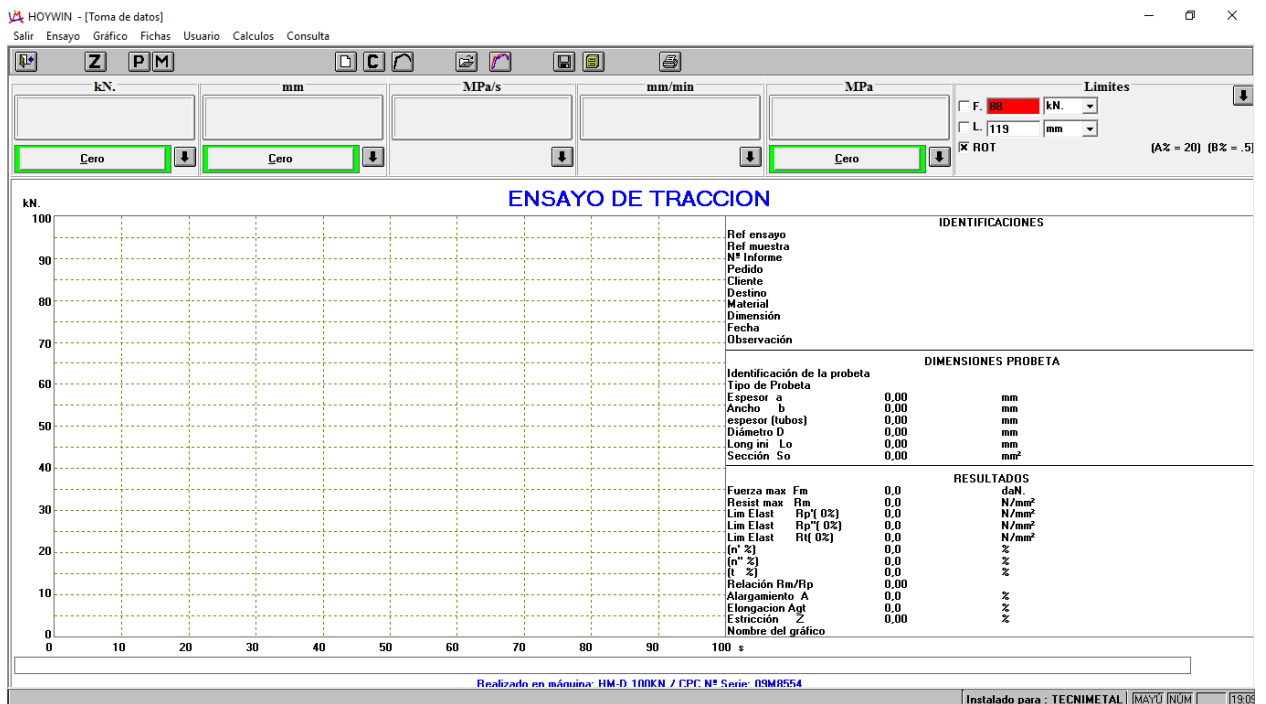 HOYWIN - [Toma de datos]
Salir Ensayo Gráfico Fichas Usuario Calculos Consulta
Z P M C
kN. mm MPa/s mm/min MPa Limites
F. 88 kN.
L. 119 mm
Cero Cero Cero ROT (A% = 20) (B% = .5)
ENSAYO DE TRACCION
kN.
100
90
80
70
60
50
40
30
20
10
0
0 10 20 30 40 50 60 70 80 90 100 s
IDENTIFICACIONES
Ref ensayo
Ref muestra
Nº Informe
Pedido
Cliente
Destino
Material
Dimensión
Fecha
Observación
DIMENSIONES PROBETA
Identificación de la probeta
Tipo de Probeta
Espesor a 0,00 mm
Ancho b 0,00 mm
espesor (tubos) 0,00 mm
Diámetro D 0,00 mm
Long ini Lo 0,00 mm
Sección So 0,00 mm²
RESULTADOS
Fuerza max Fm 0,0 daN.
Resist max Rm 0,0 N/mm²
Lim Elast Rp'( 0%) 0,0 N/mm²
Lim Elast Rp"( 0%) 0,0 N/mm²
Lim Elast Rt( 0%) 0,0 N/mm²
(n' %) 0,0 %
(n" %) 0,0 %
(t %) 0,0 %
Relación Rm/Rp 0,00
Alargamiento A 0,0 %
Elongacion Agt 0,0 %
Estricción Z 0,00 %
Nombre del gráfico
Realizado en máquina: HM-D 100KN / CPC Nº Serie: 09M8554
Instalado para : TECNIMETAL MAYÚ NÚM 19:09